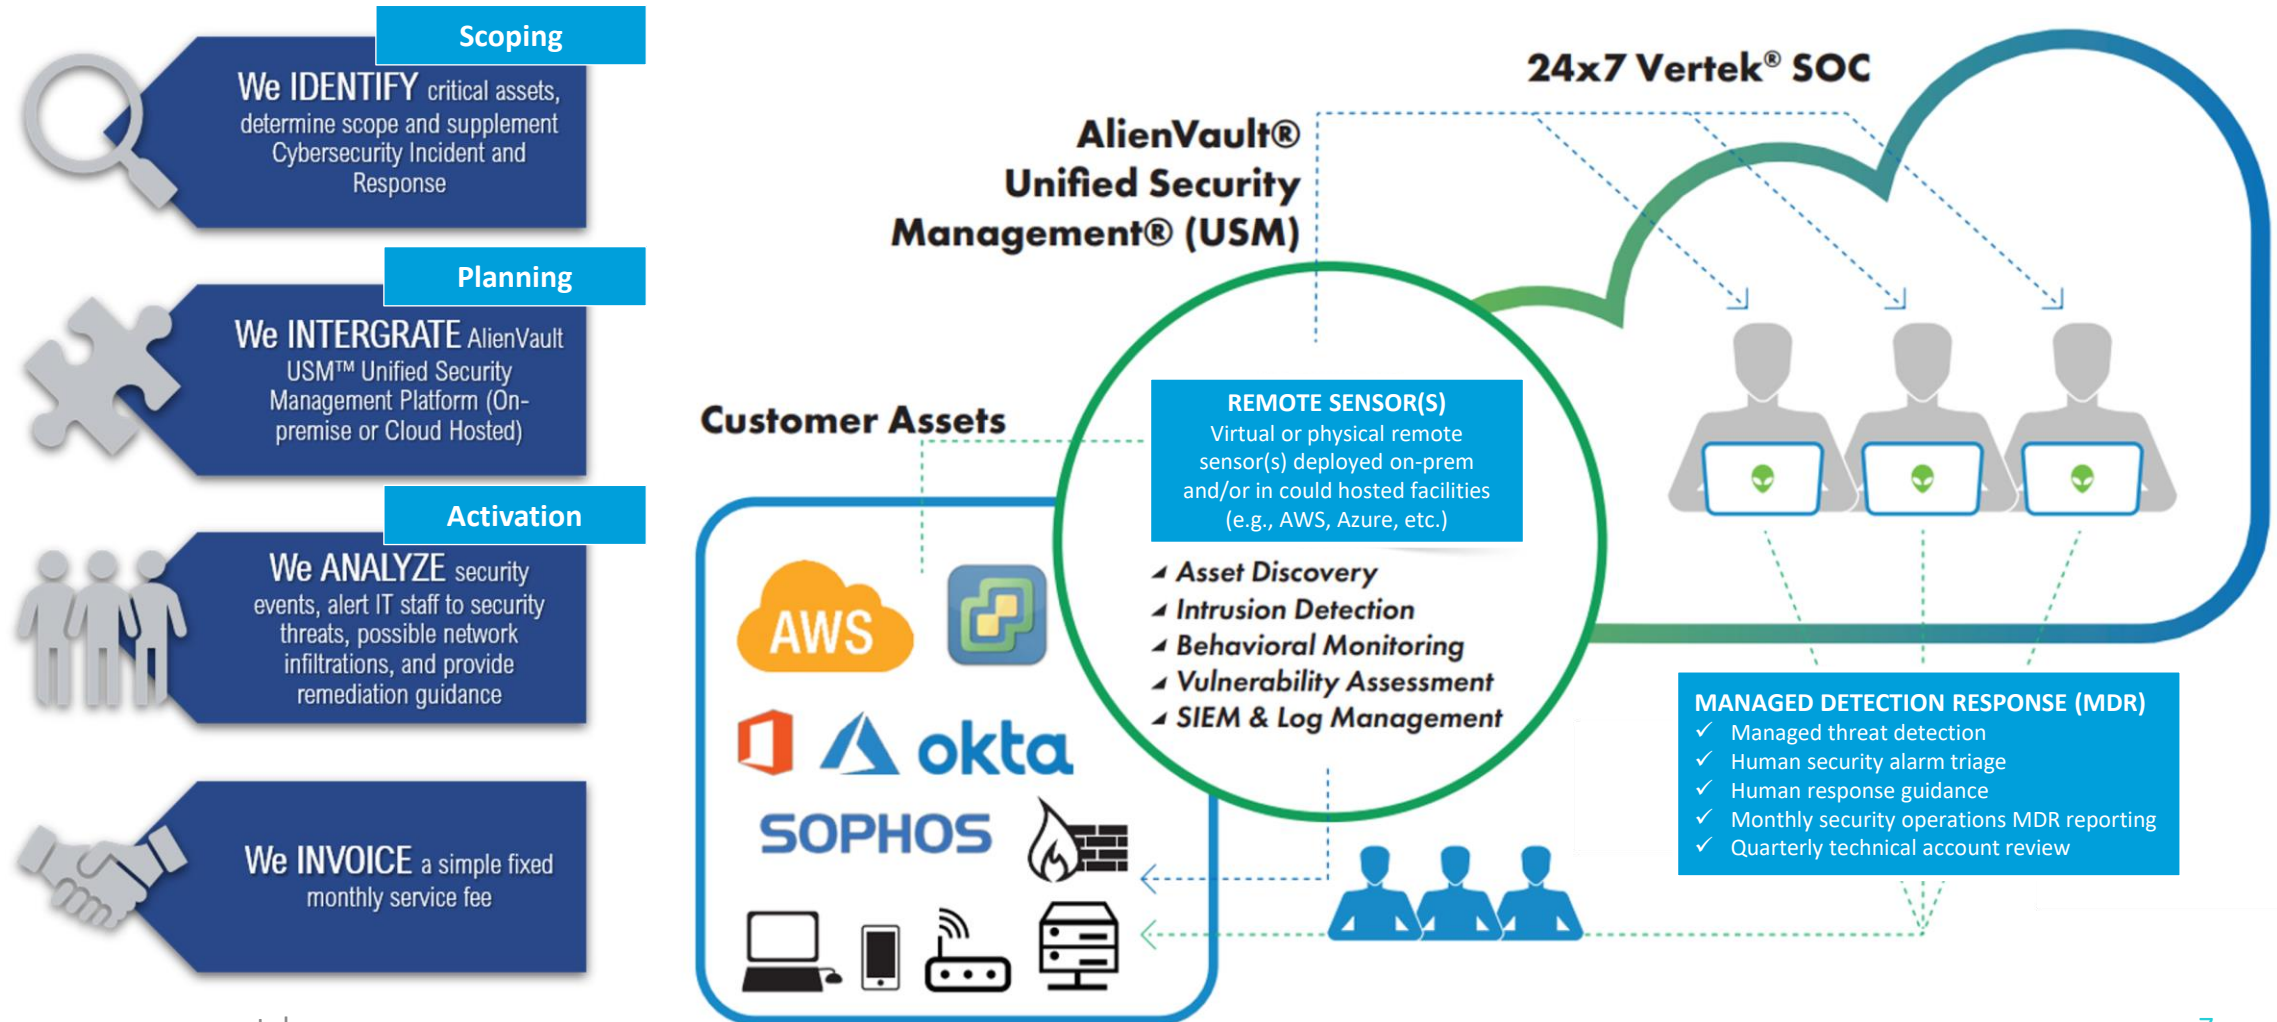 Scoping
We IDENTIFY critical assets,
determine scope and supplement
Cybersecurity Incident and
Response
Planning
We INTERGRATE AlienVault
USM™ Unified Security
Management Platform (On-
premise or Cloud Hosted)
Activation
We ANALYZE security
events, alert IT staff to security
threats, possible network
infiltrations, and provide
remediation guidance
We INVOICE a simple fixed
monthly service fee
24x7 Vertek® SOC
AlienVault®
Unified Security
Management® (USM)
Customer Assets
REMOTE SENSOR(S)
Virtual or physical remote
sensor(s) deployed on-prem
and/or in could hosted facilities
(e.g., AWS, Azure, etc.)
Asset Discovery
Intrusion Detection
Behavioral Monitoring
Vulnerability Assessment
SIEM & Log Management
AWS
okta
SOPHOS
MANAGED DETECTION RESPONSE (MDR)
✓ Managed threat detection
✓ Human security alarm triage
✓ Human response guidance
✓ Monthly security operations MDR reporting
✓ Quarterly technical account review